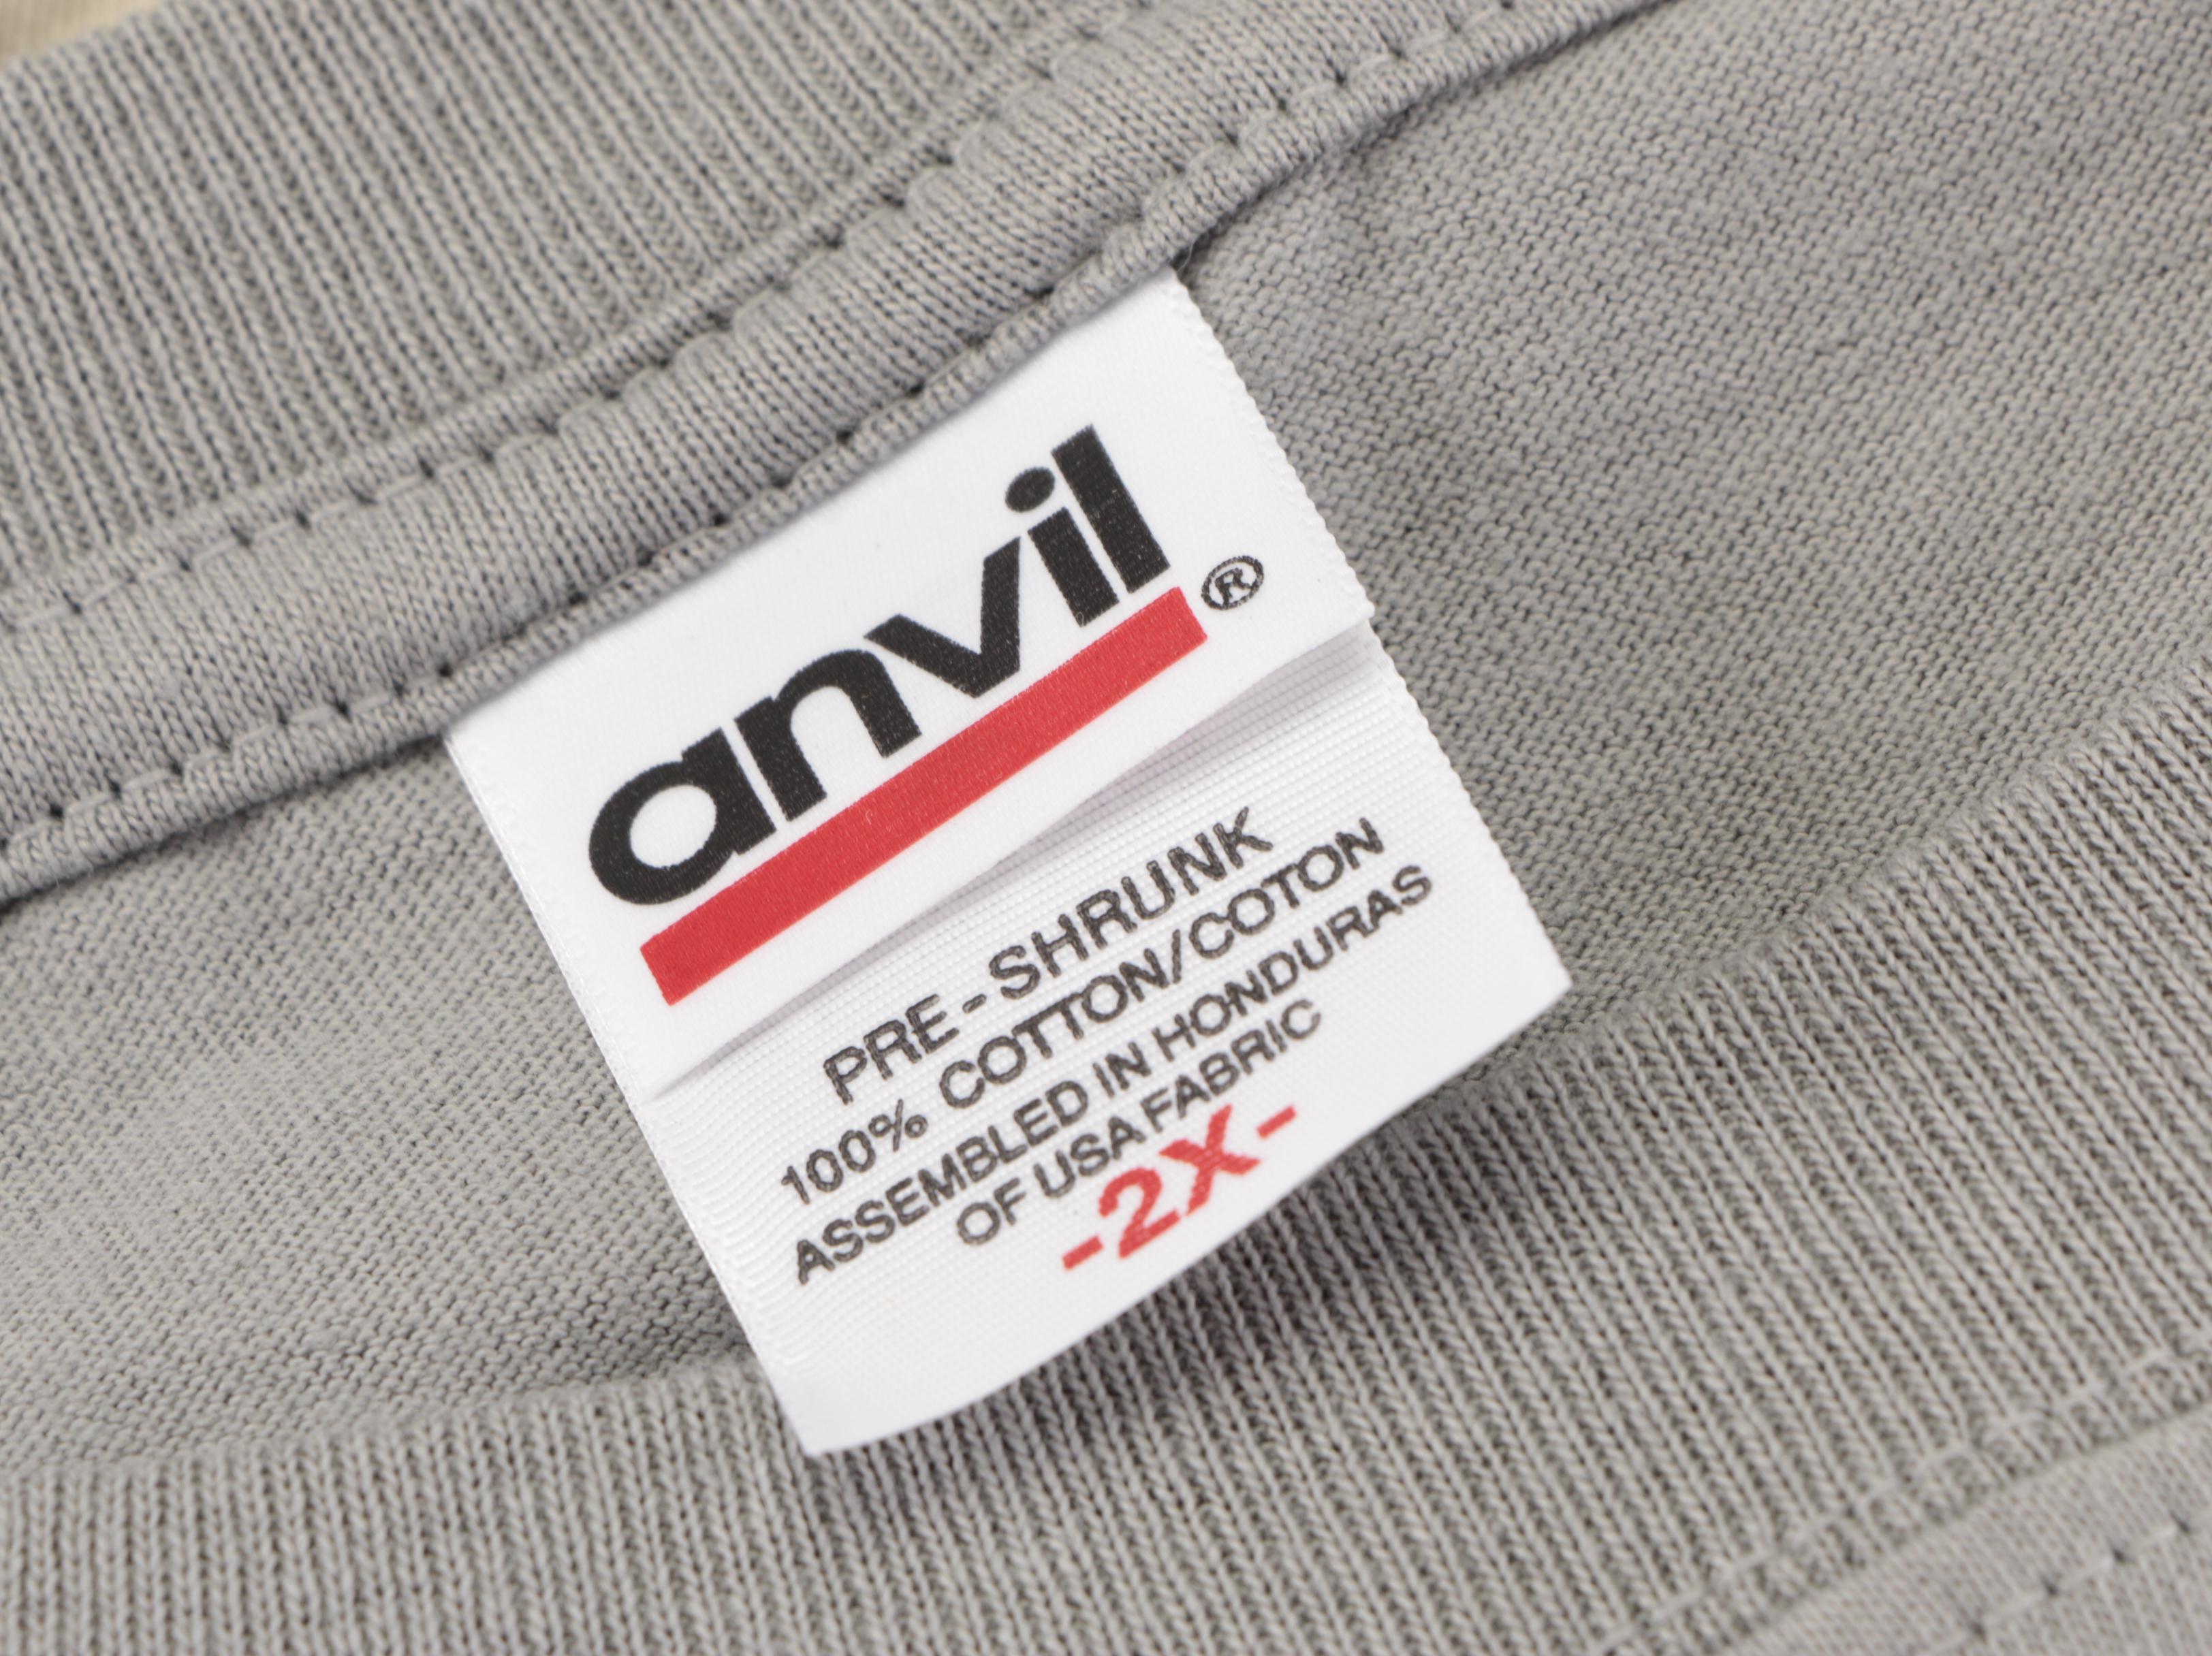 anvil®
PRE-SHRUNK
100% COTTON/COTON
ASSEMBLED IN HONDURAS
OF USA FABRIC
-2X-